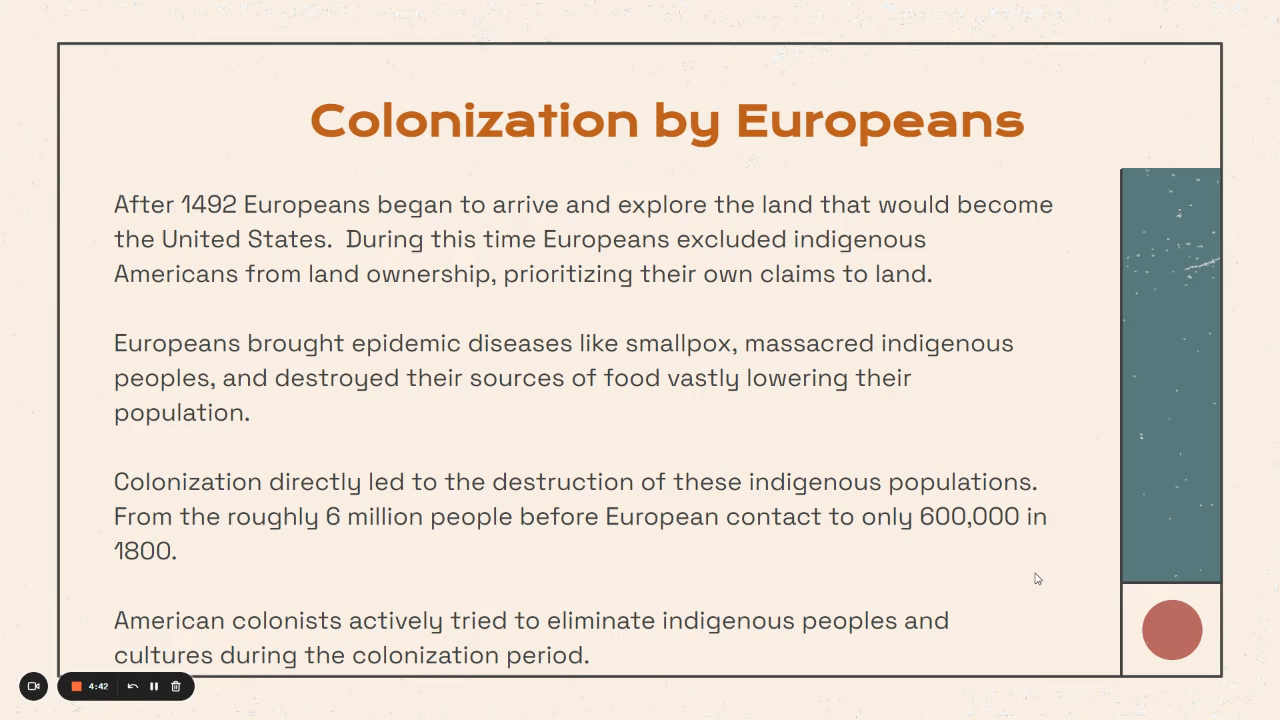 Colonization by Europeans
After 1492 Europeans began to arrive and explore the land that would become
the United States.  During this time Europeans excluded indigenous
Americans from land ownership, prioritizing their own claims to land.
Europeans brought epidemic diseases like smallpox, massacred indigenous
peoples, and destroyed their sources of food vastly lowering their
population.
Colonization directly led to the destruction of these indigenous populations.
From the roughly 6 million people before European contact to only 600,000 in
1800.
American colonists actively tried to eliminate indigenous peoples and
cultures during the colonization period.
4:42